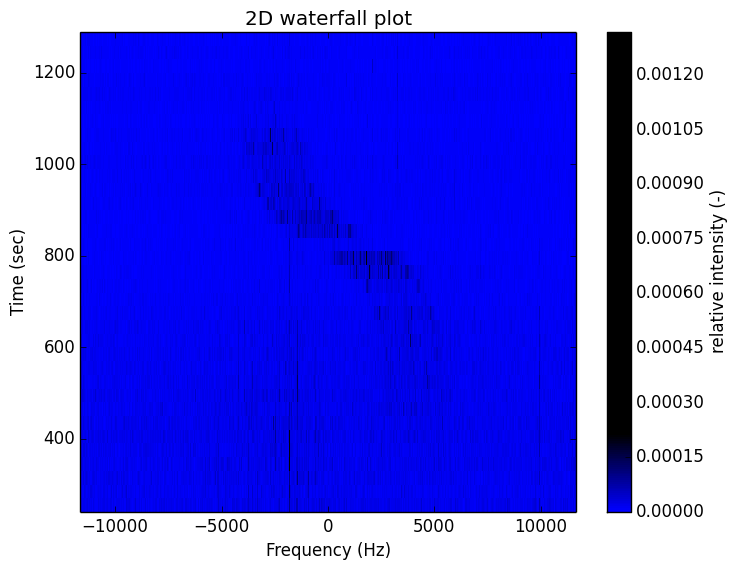 2D waterfall plot
1200
1000
800
600
400
Time (sec)
−10000 −5000 0 5000 10000
Frequency (Hz)
0.00120
0.00105
0.00090
0.00075
0.00060
0.00045
0.00030
0.00015
0.00000
relative intensity (-)